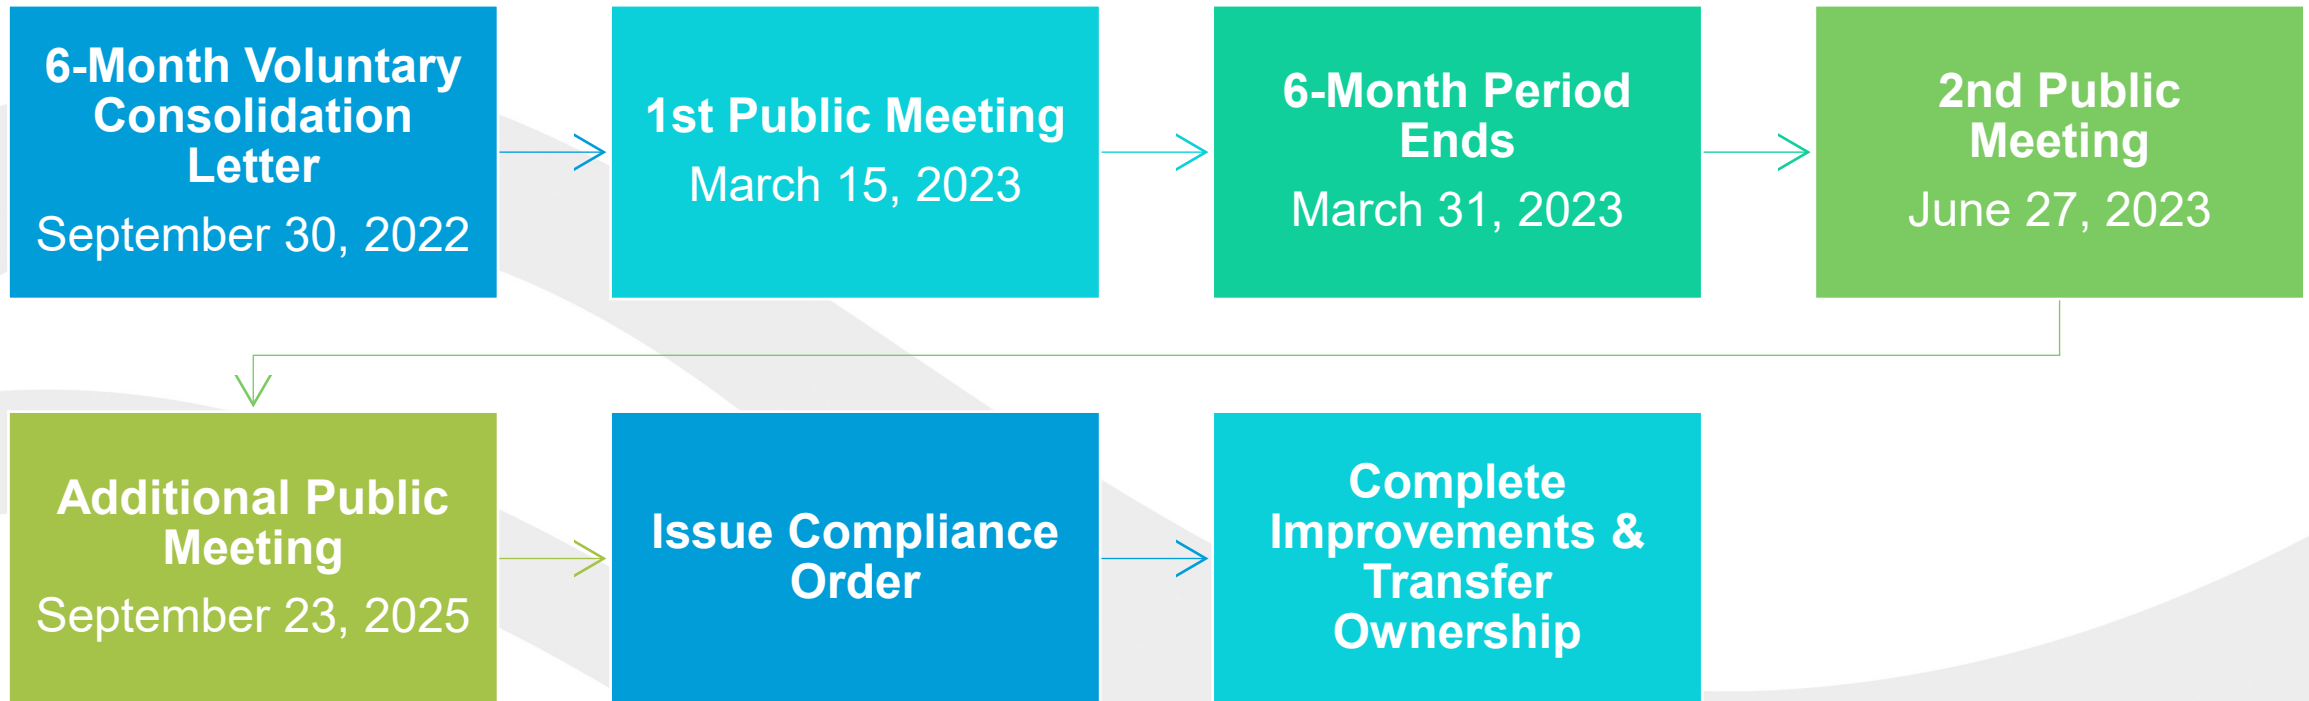 6-Month Voluntary
Consolidation
Letter
September 30, 2022
1st Public Meeting
March 15, 2023
6-Month Period
Ends
March 31, 2023
2nd Public
Meeting
June 27, 2023
Additional Public
Meeting
September 23, 2025
Issue Compliance
Order
Complete
Improvements &
Transfer
Ownership